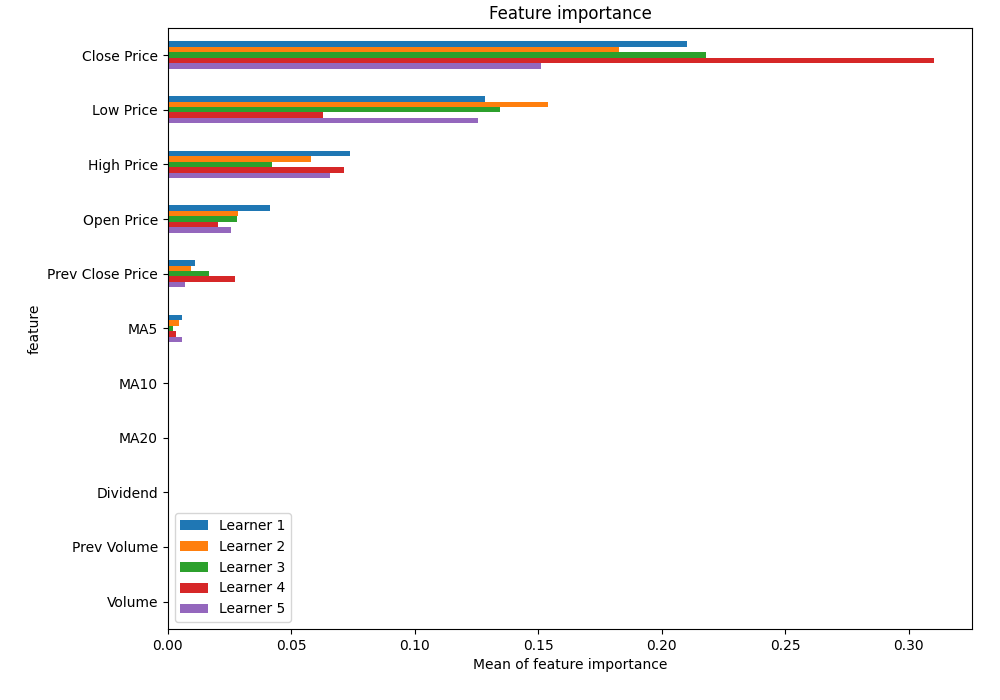 Feature importance
Close Price
Low Price
High Price
Open Price
Prev Close Price
MA5
MA10
MA20
Dividend
Prev Volume
Volume
feature
Learner 1
Learner 2
Learner 3
Learner 4
Learner 5
0.00 0.05 0.10 0.15 0.20 0.25 0.30
Mean of feature importance